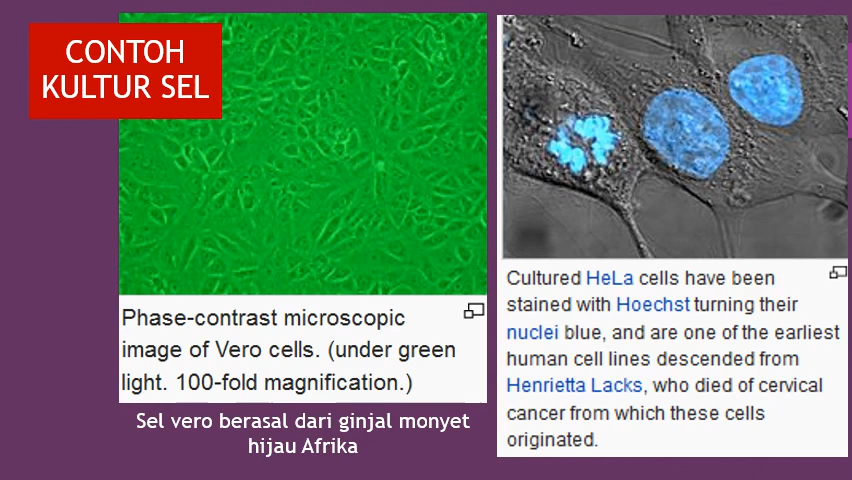 CONTOH
KULTUR SEL
Phase-contrast microscopic
image of Vero cells. (under green
light. 100-fold magnification.)
Sel vero berasal dari ginjal monyet
hijau Afrika
Cultured HeLa cells have been
stained with Hoechst turning their
nuclei blue, and are one of the earliest
human cell lines descended from
Henrietta Lacks, who died of cervical
cancer from which these cells
originated.